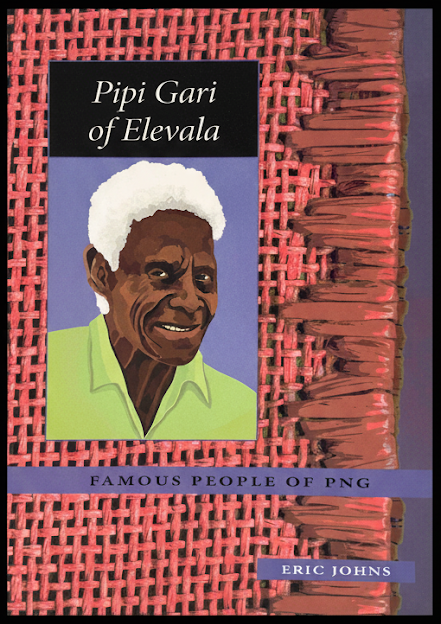 Pipi Gari
of Elevala
FAMOUS PEOPLE OF PNG
ERIC JOHNS